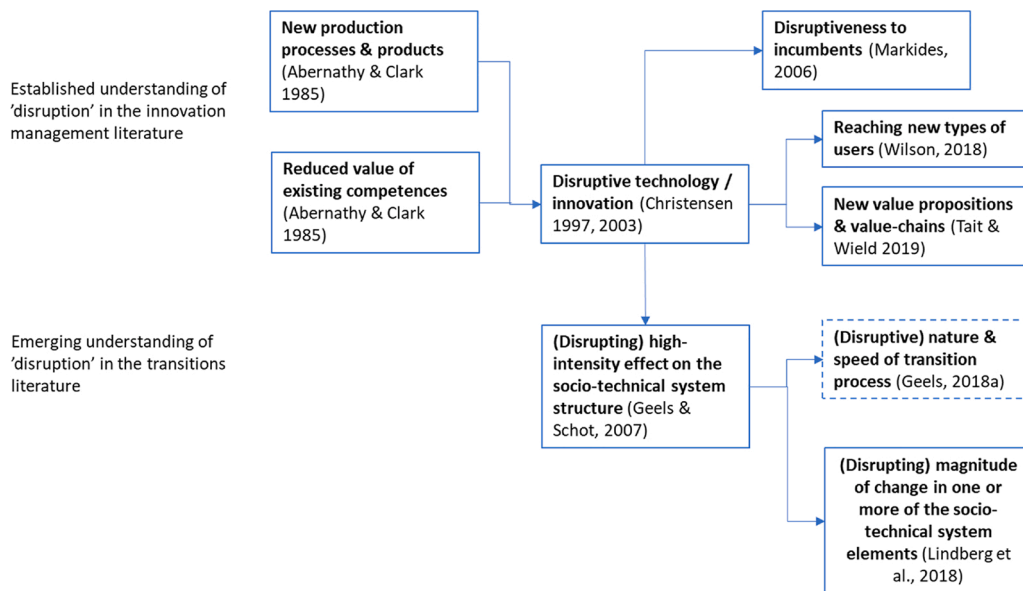 New production
processes & products
(Abernathy & Clark
1985)
Disruptiveness to
incumbents (Markides,
2006)
Established understanding of
’disruption’ in the innovation
management literature
Reaching new types of
users (Wilson, 2018)
Reduced value of
existing competences
(Abernathy & Clark
1985)
Disruptive technology /
innovation (Christensen
1997, 2003)
New value propositions
& value-chains (Tait &
Wield 2019)
Emerging understanding of
’disruption’ in the transitions
literature
(Disrupting) high-
intensity effect on the
socio-technical system
structure (Geels &
Schot, 2007)
(Disruptive) nature &
speed of transition
process (Geels, 2018a)
(Disrupting) magnitude
of change in one or
more of the socio-
technical system
elements (Lindberg et
al., 2018)